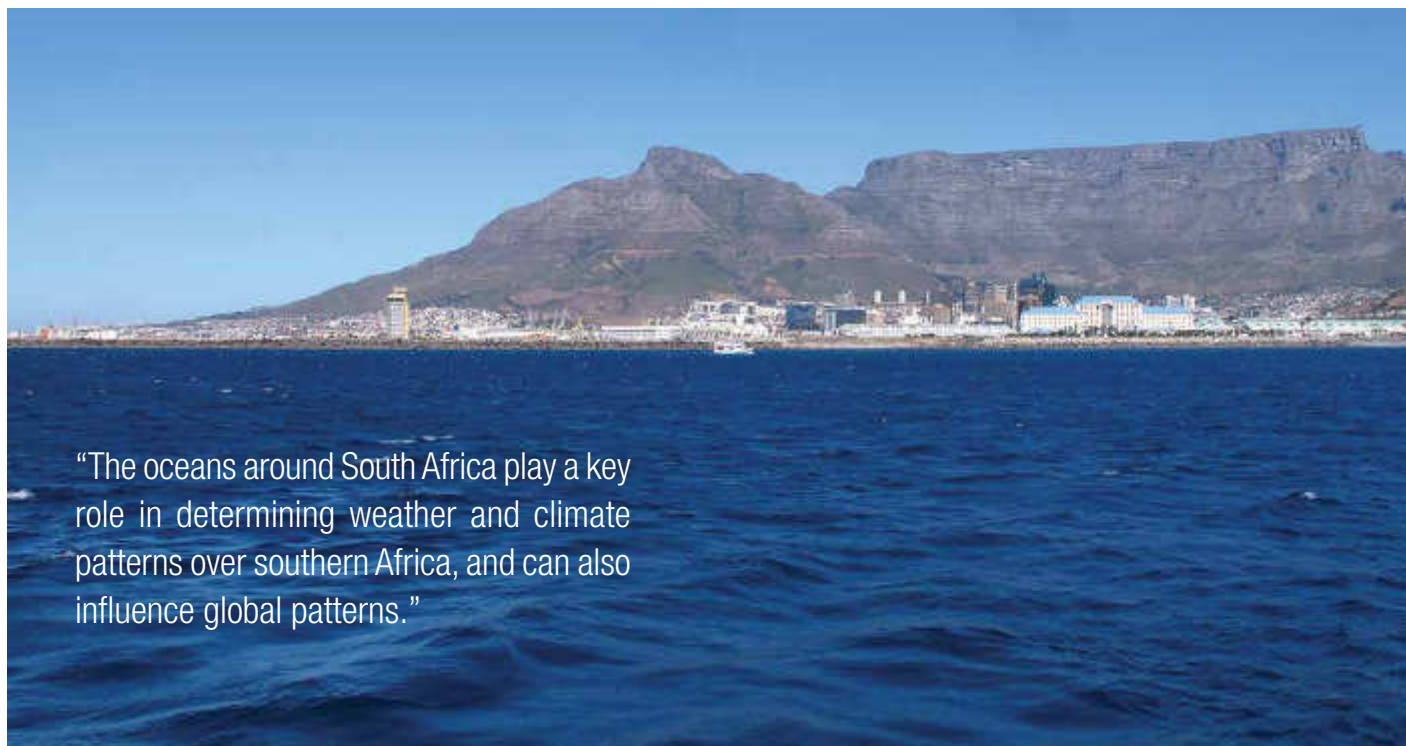 “The oceans around South Africa play a key
role in determining weather and climate
patterns over southern Africa, and can also
influence global patterns.”